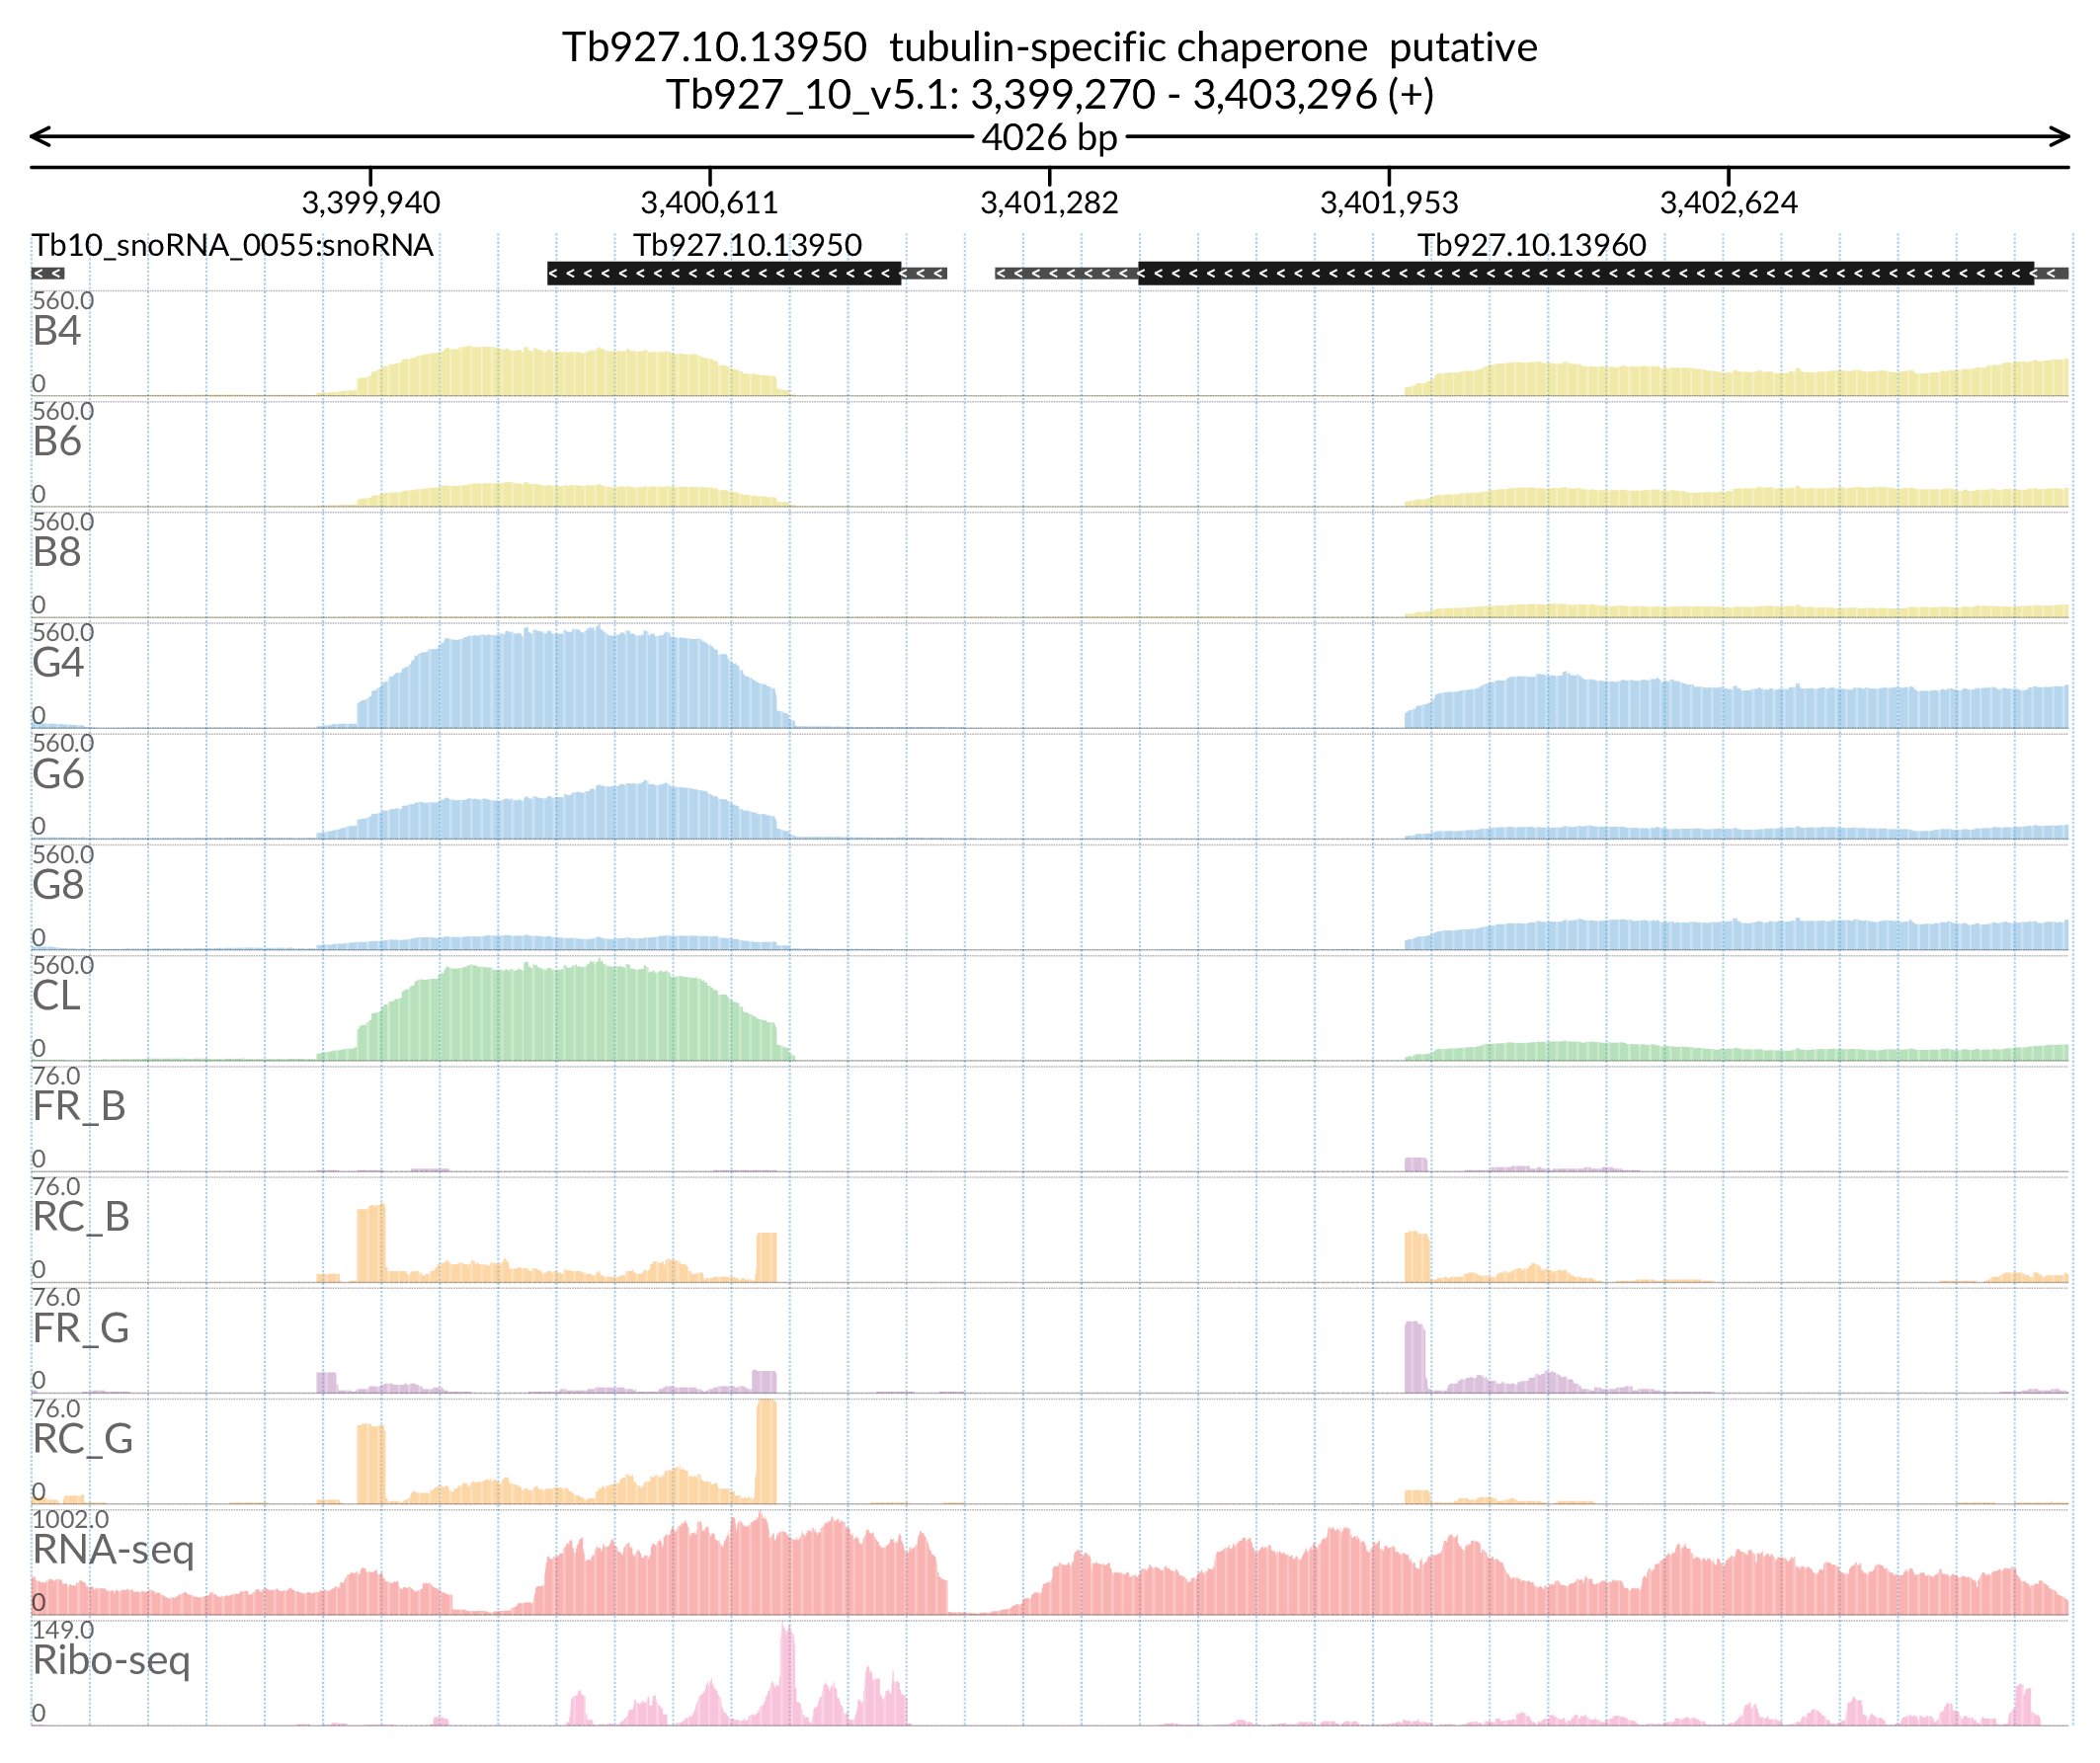 Tb927.10.13950  tubulin-specific chaperone  putative
Tb927_10_v5.1: 3,399,270 - 3,403,296 (+)
4026 bp
3,399,940 3,400,611 3,401,282 3,401,953 3,402,624
Tb10_snoRNA_0055:snoRNA Tb927.10.13950 Tb927.10.13960
560.0
B4
0
560.0
B6
0
560.0
B8
0
560.0
G4
0
560.0
G6
0
560.0
G8
0
560.0
CL
0
76.0
FR_B
0
76.0
RC_B
0
76.0
FR_G
0
76.0
RC_G
0
1002.0
RNA-seq
0
149.0
Ribo-seq
0